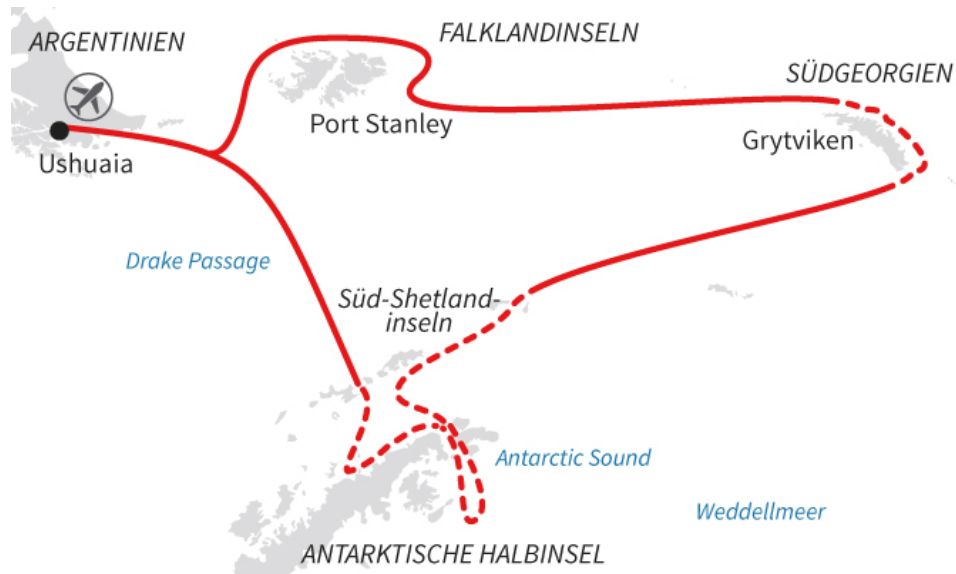 ARGENTINIEN
FALKLANDINSELN
SÜDGEORGIEN
Port Stanley
Grytviken
Ushuaia
Drake Passage
Süd-Shetland-
inseln
Antarctic Sound
Weddellmeer
ANTARKTISCHE HALBINSEL